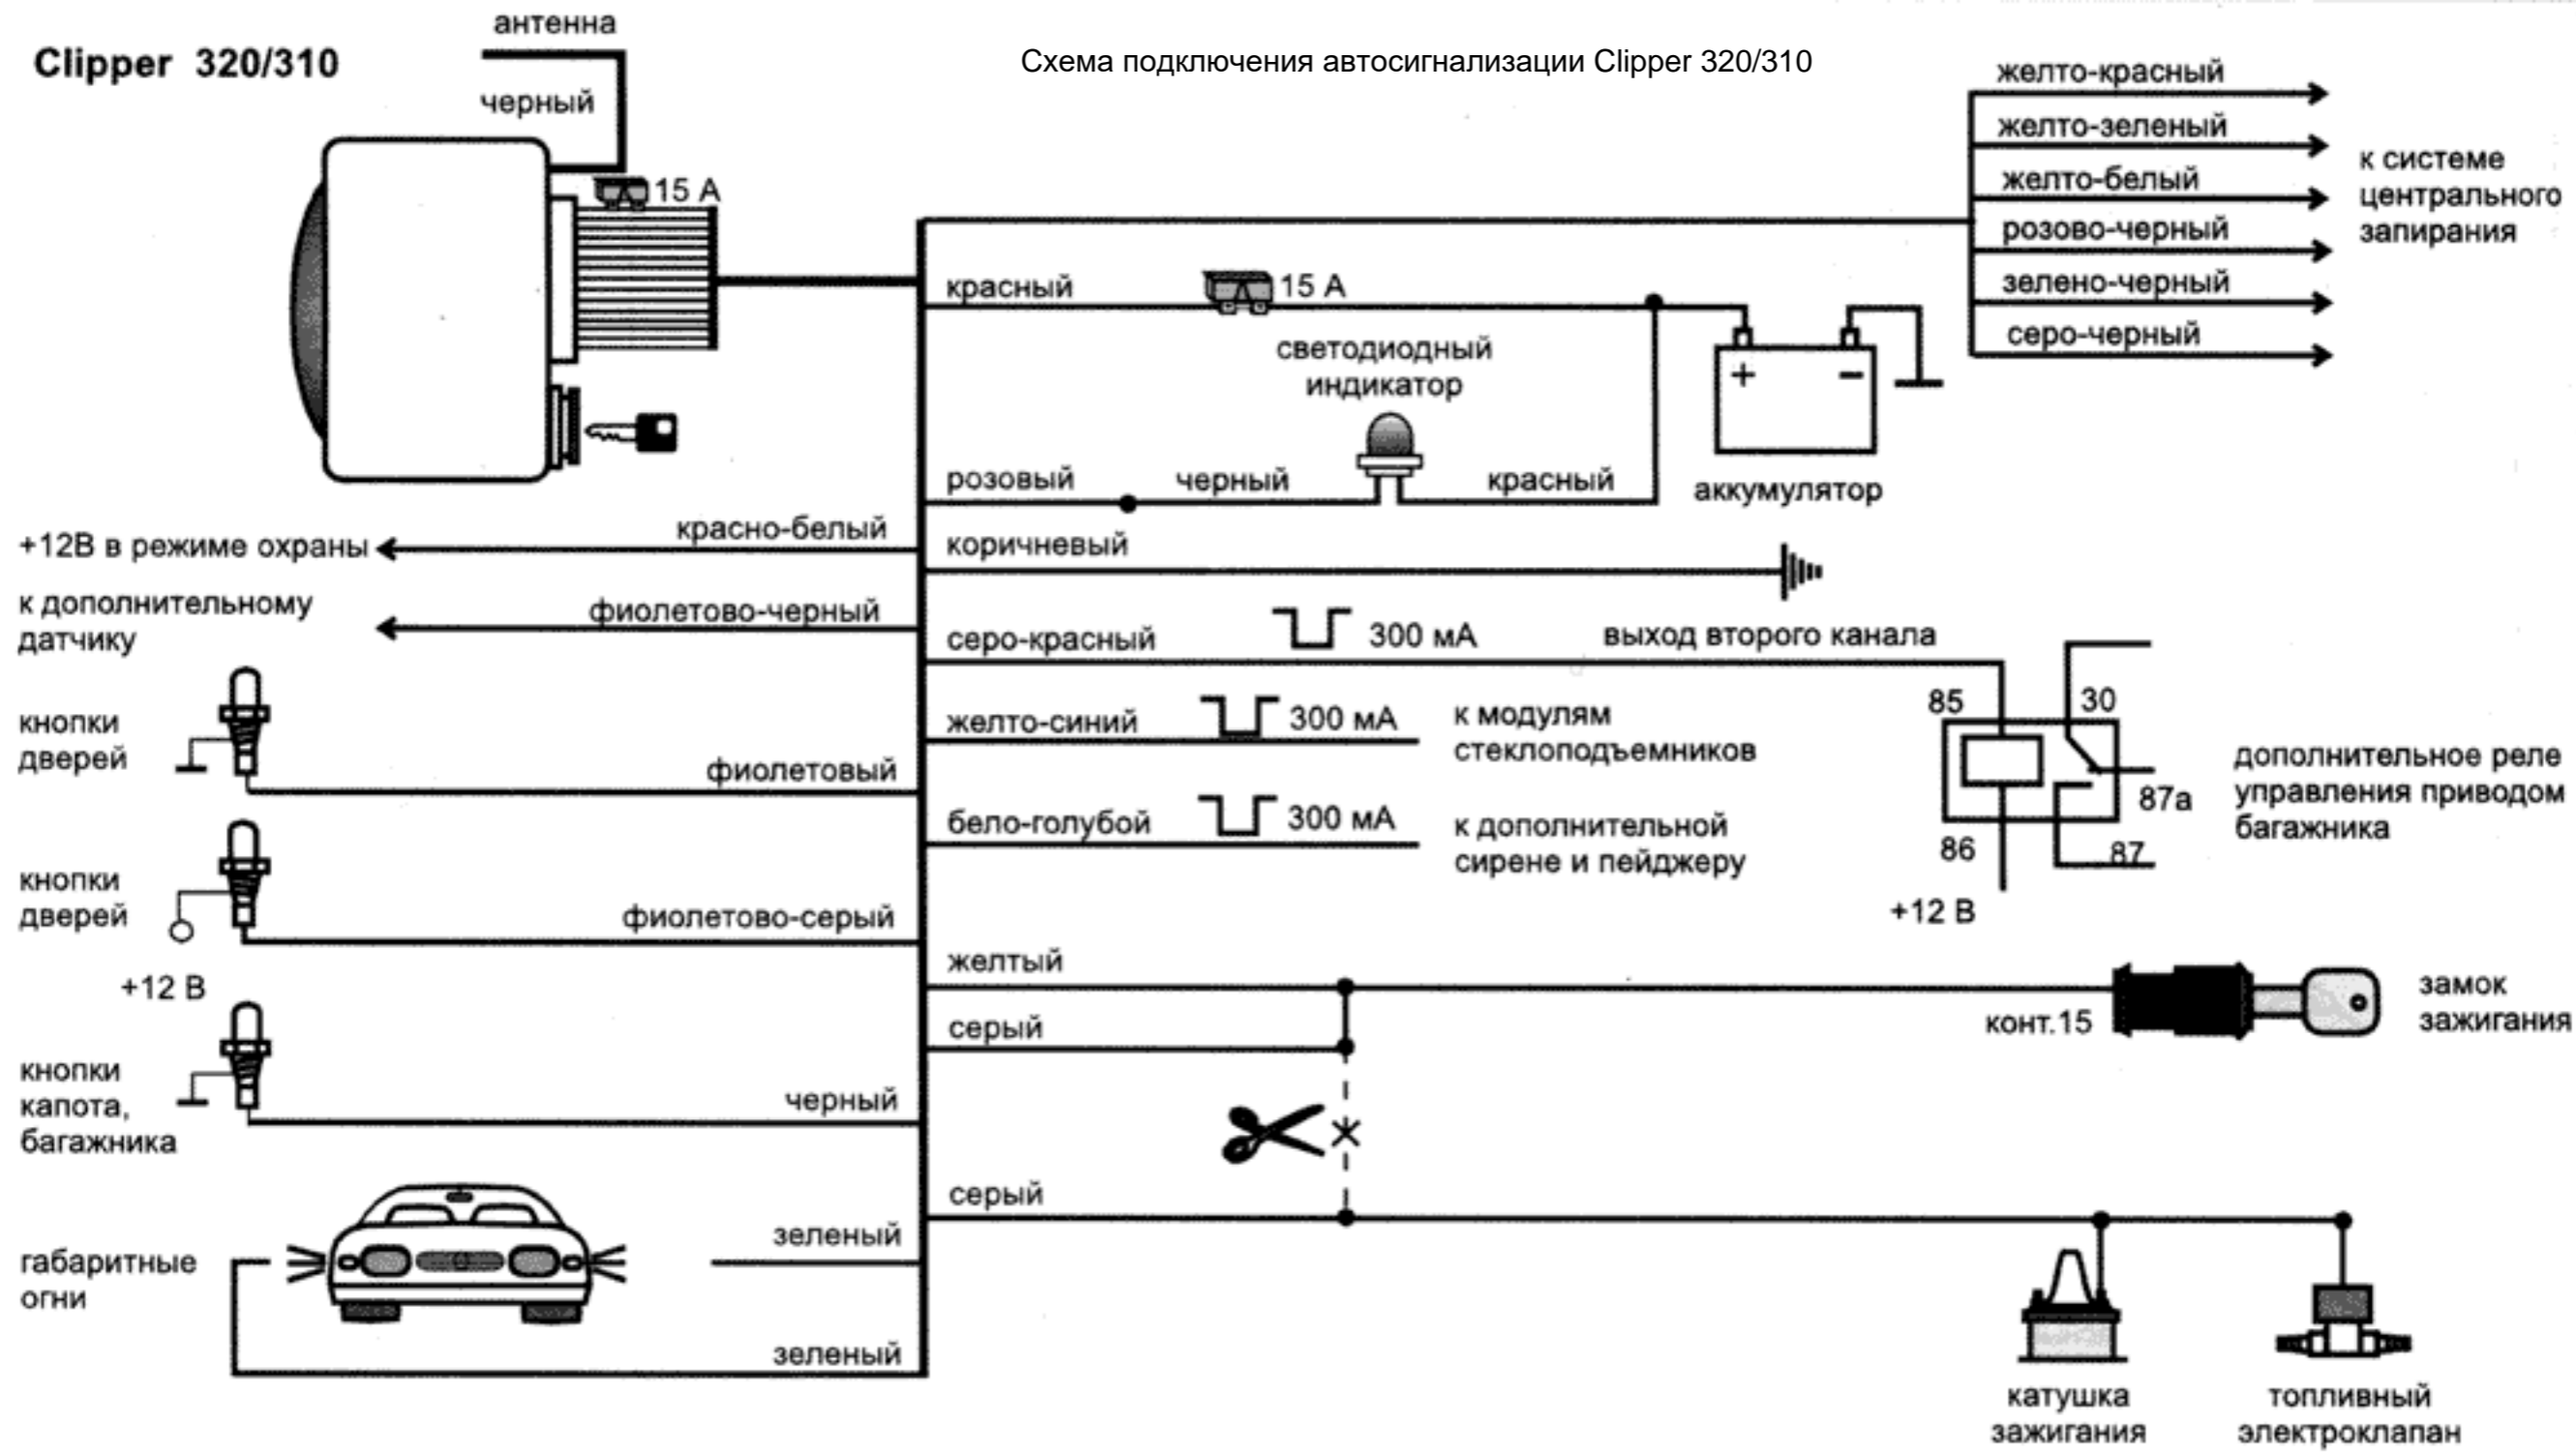 антенна
Clipper 320/310
Схема подключения автосигнализации Clipper 320/310
черный
15 А
желто-красный
желто-зеленый
желто-белый
розово-черный
зелено-черный
серо-черный
к системе
центрального
запирания
красный
15 А
светодиодный
индикатор
+ −
аккумулятор
розовый
черный
красный
красно-белый
+12В в режиме охраны
коричневый
к дополнительному
датчику
фиолетово-черный
серо-красный
300 мА
выход второго канала
85
30
87а
86
87
+12 В
дополнительное реле
управления приводом
багажника
кнопки
дверей
фиолетовый
желто-синий
300 мА
к модулям
стеклоподъемников
бело-голубой
300 мА
к дополнительной
сирене и пейджеру
кнопки
дверей
+12 В
фиолетово-серый
желтый
серый
конт.15
замок
зажигания
кнопки
капота,
багажника
черный
серый
габаритные
огни
зеленый
зеленый
катушка
зажигания
топливный
электроклапан